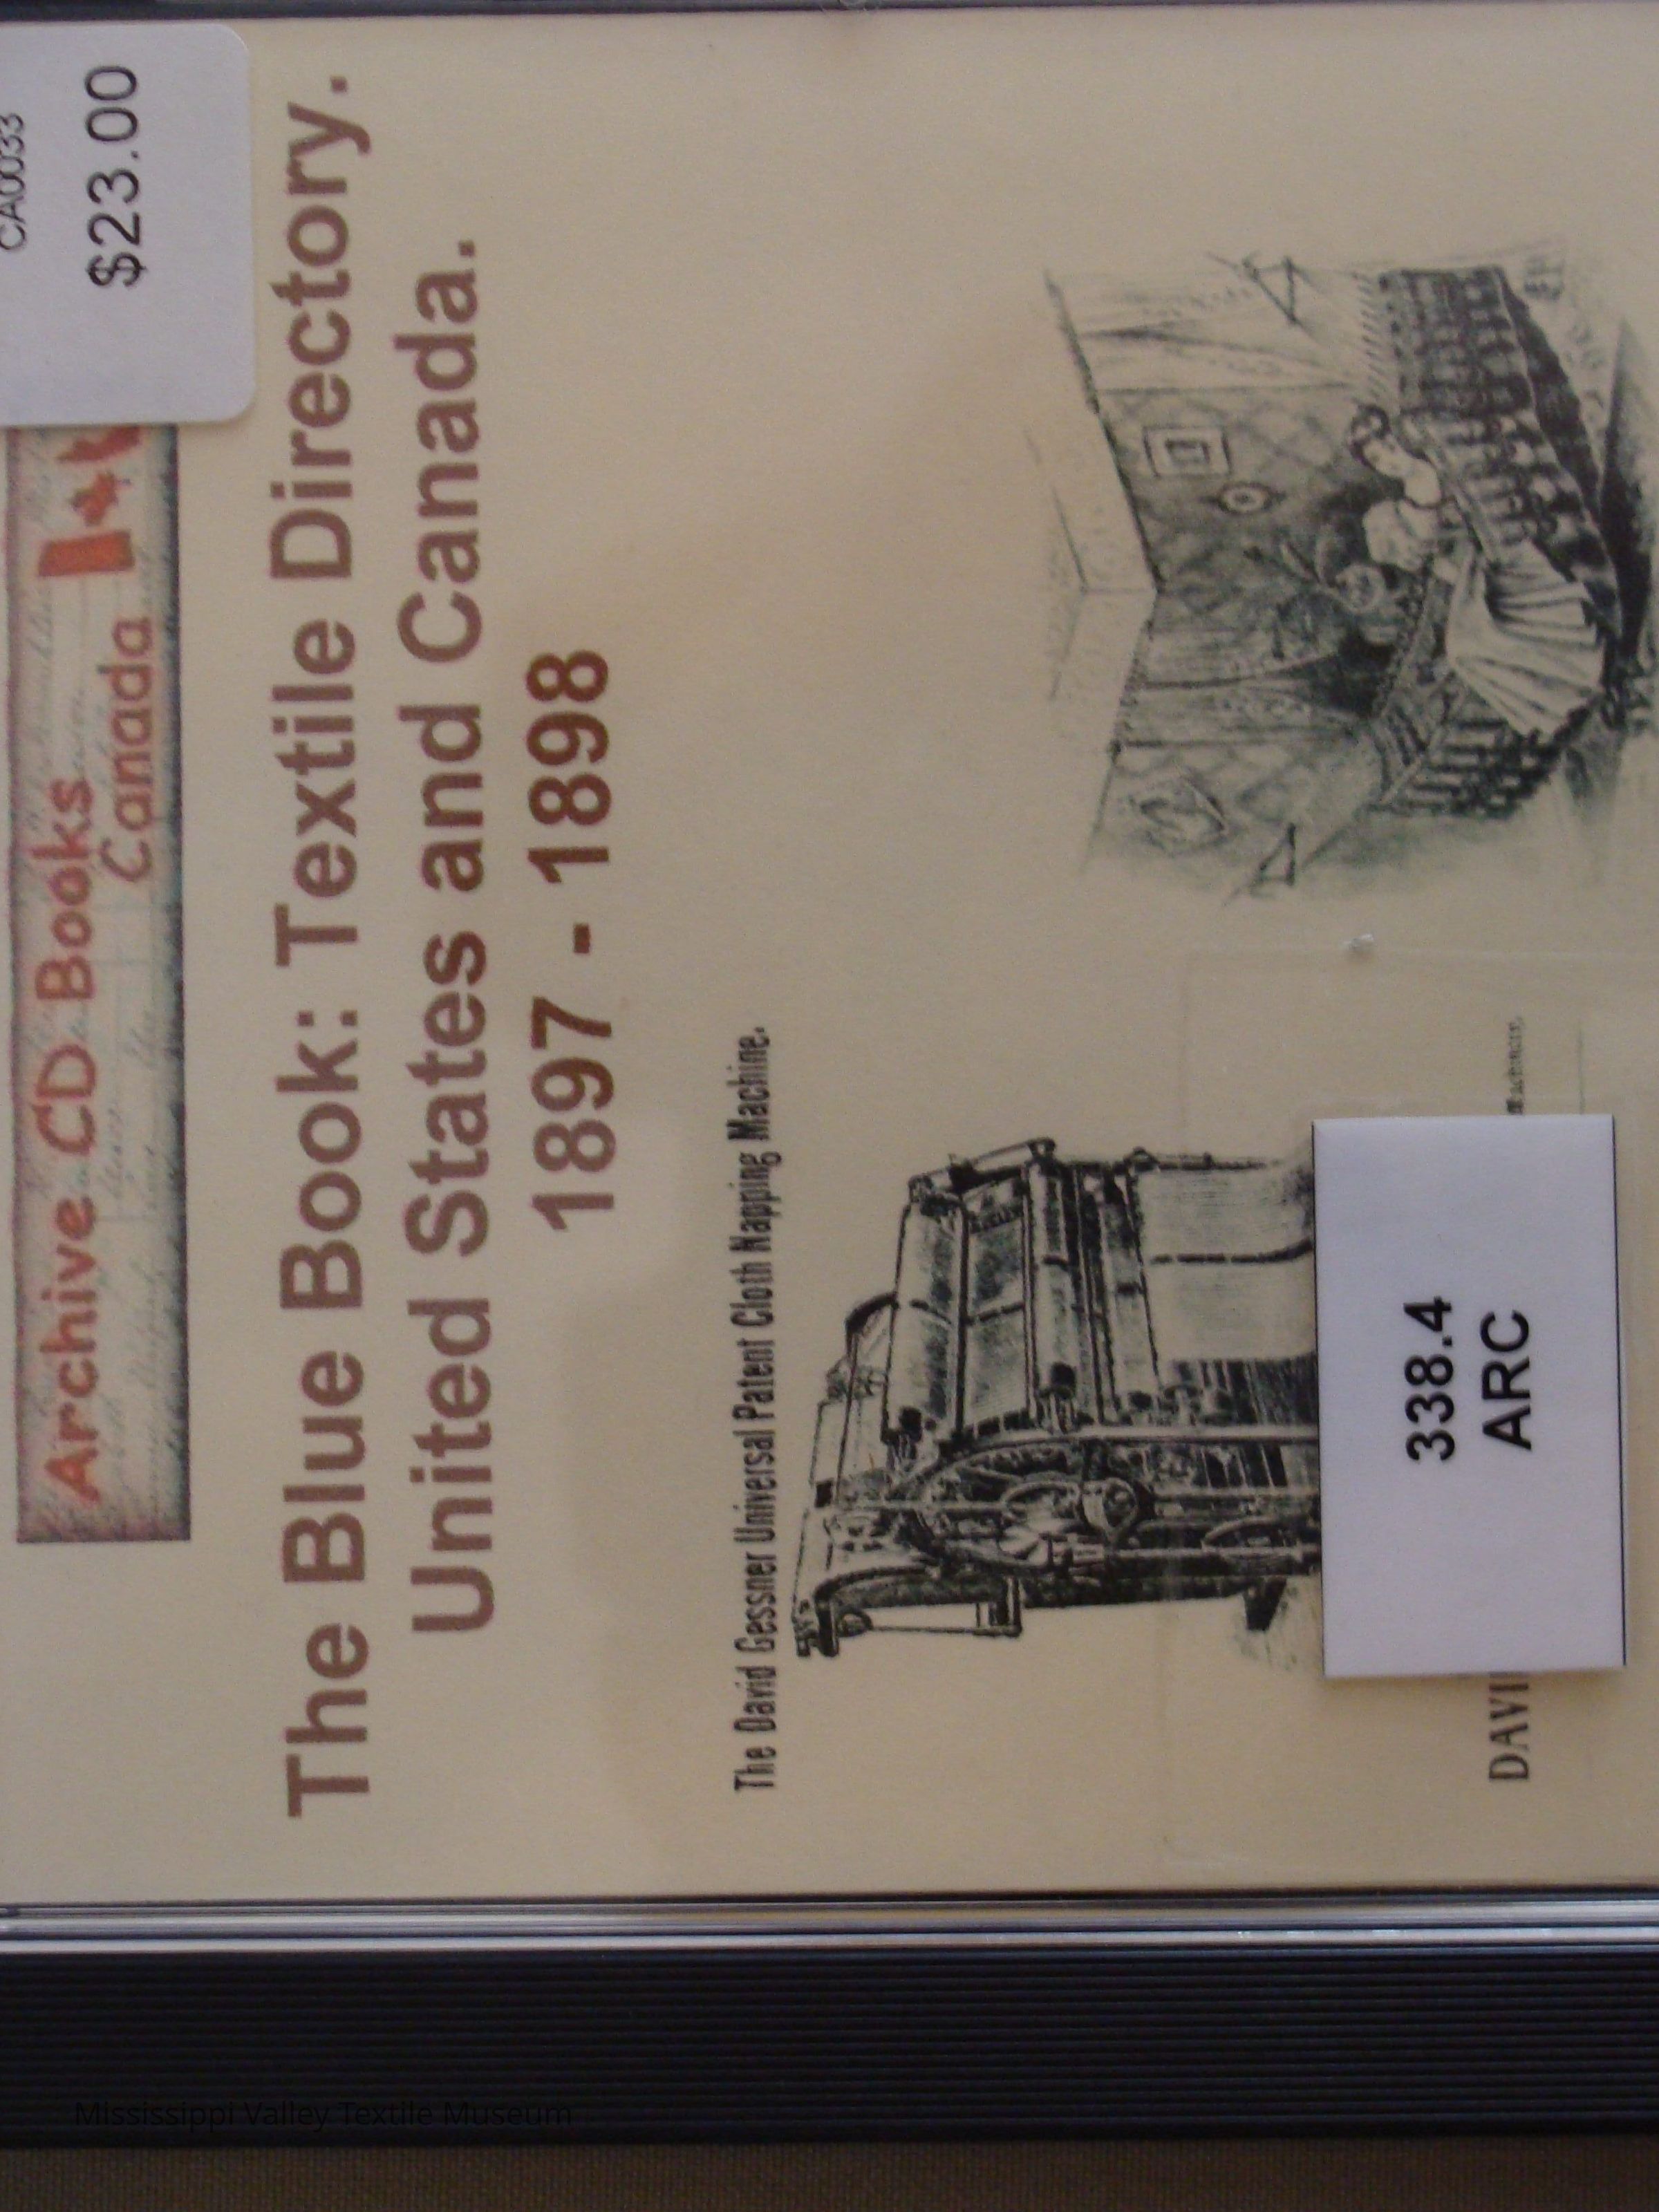 CA0033
$23.00
Archive CD Books
Canada
The Blue Book: Textile Directory.
United States and Canada.
1897 - 1898
The David Gessner Universal Patent Cloth Napping Machine.
338.4
ARC
DAVI
Machinery.
Mississippi Valley Textile Museum